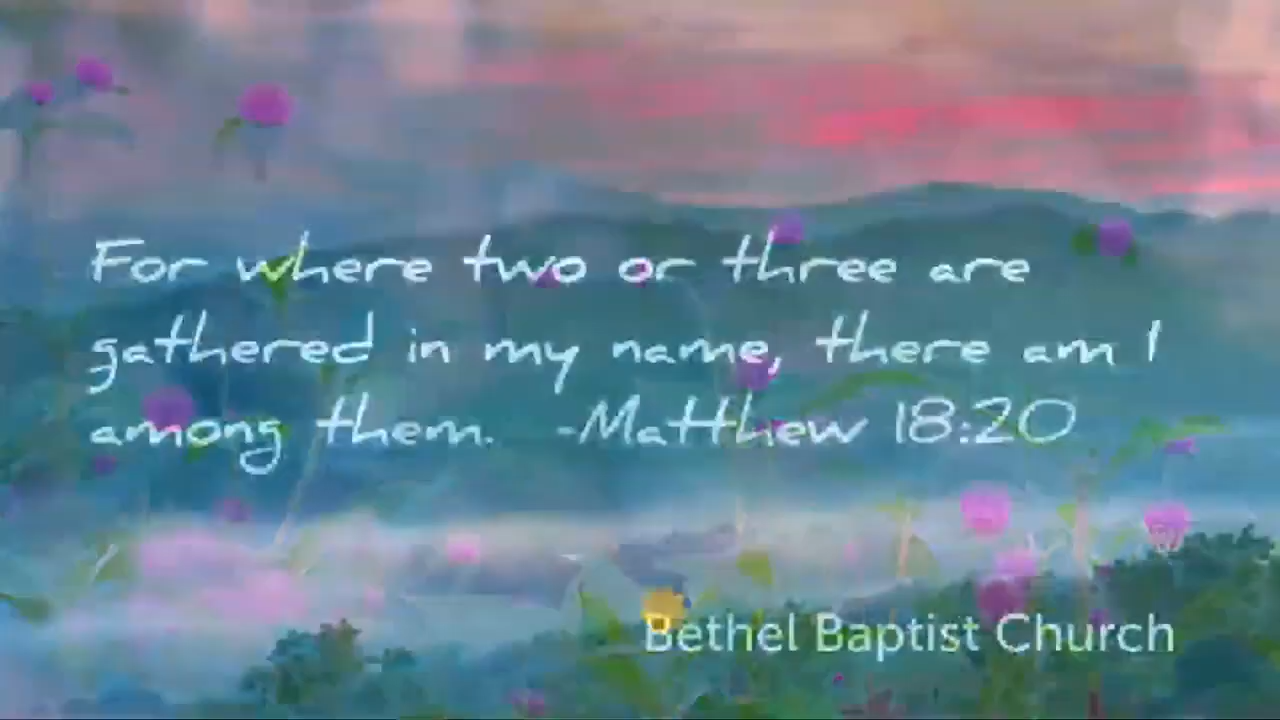 For where two or three are
gathered in my name, there am I
among them. -Matthew 18:20
Bethel Baptist Church